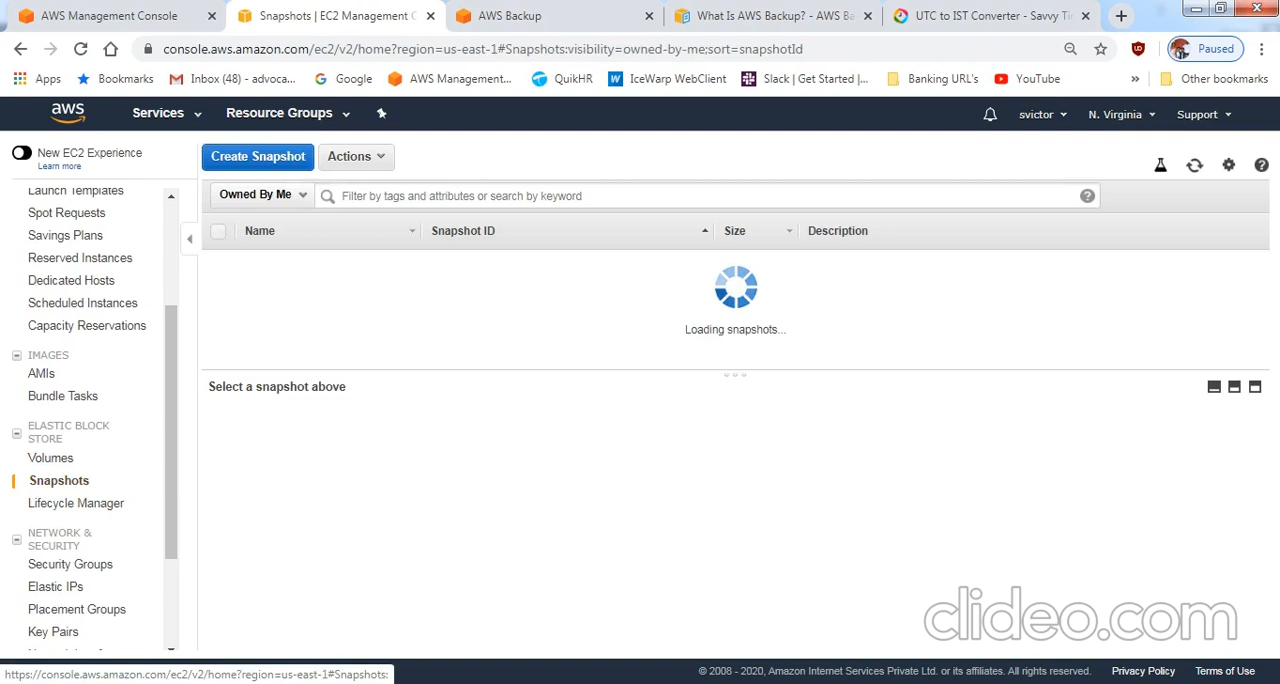 AWS Management Console
Snapshots | EC2 Management C
AWS Backup
What Is AWS Backup? - AWS Ba
UTC to IST Converter - Savvy Ti
console.aws.amazon.com/ec2/v2/home?region=us-east-1#Snapshots:visibility=owned-by-me;sort=snapshotId
Paused
Apps
Bookmarks
Inbox (48) - advoca...
Google
AWS Management...
QuikHR
IceWarp WebClient
Slack | Get Started |...
Banking URL's
YouTube
»
Other bookmarks
aws
Services
Resource Groups
svictor
N. Virginia
Support
New EC2 Experience
Learn more
Launch Templates
Spot Requests
Savings Plans
Reserved Instances
Dedicated Hosts
Scheduled Instances
Capacity Reservations
IMAGES
AMIs
Bundle Tasks
ELASTIC BLOCK
STORE
Volumes
Snapshots
Lifecycle Manager
NETWORK &
SECURITY
Security Groups
Elastic IPs
Placement Groups
Key Pairs
Create Snapshot
Actions
Owned By Me
Filter by tags and attributes or search by keyword
Name
Snapshot ID
Size
Description
Loading snapshots...
Select a snapshot above
clideo.com
https://console.aws.amazon.com/ec2/v2/home?region=us-east-1#Snapshots:
© 2008 - 2020, Amazon Internet Services Private Ltd. or its affiliates. All rights reserved.
Privacy Policy
Terms of Use